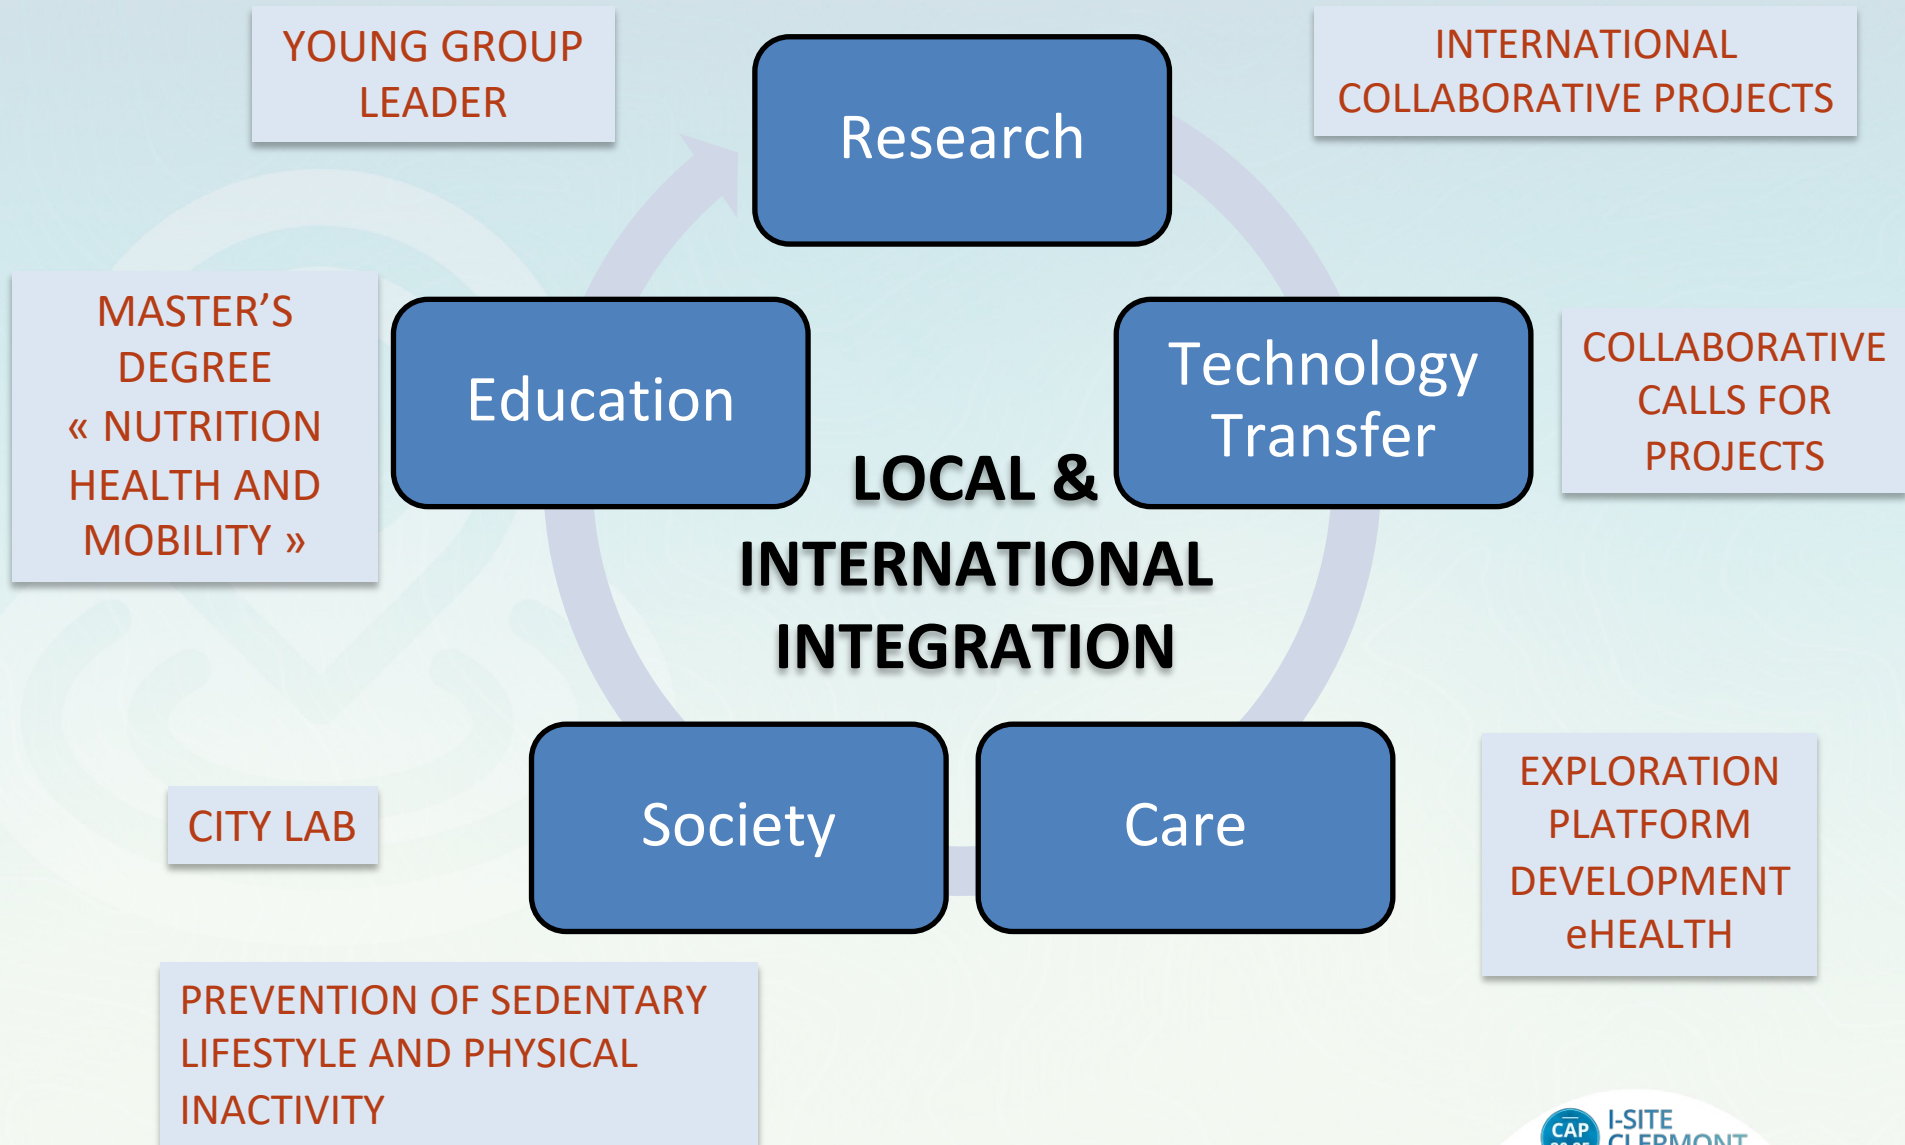 YOUNG GROUP
LEADER
Research
INTERNATIONAL
COLLABORATIVE PROJECTS
MASTER’S
DEGREE
« NUTRITION
HEALTH AND
MOBILITY »
Education
Technology
Transfer
COLLABORATIVE
CALLS FOR
PROJECTS
LOCAL &
INTERNATIONAL
INTEGRATION
CITY LAB
Society
Care
EXPLORATION
PLATFORM
DEVELOPMENT
eHEALTH
PREVENTION OF SEDENTARY
LIFESTYLE AND PHYSICAL
INACTIVITY
CAP
I-SITE
CLERMONT